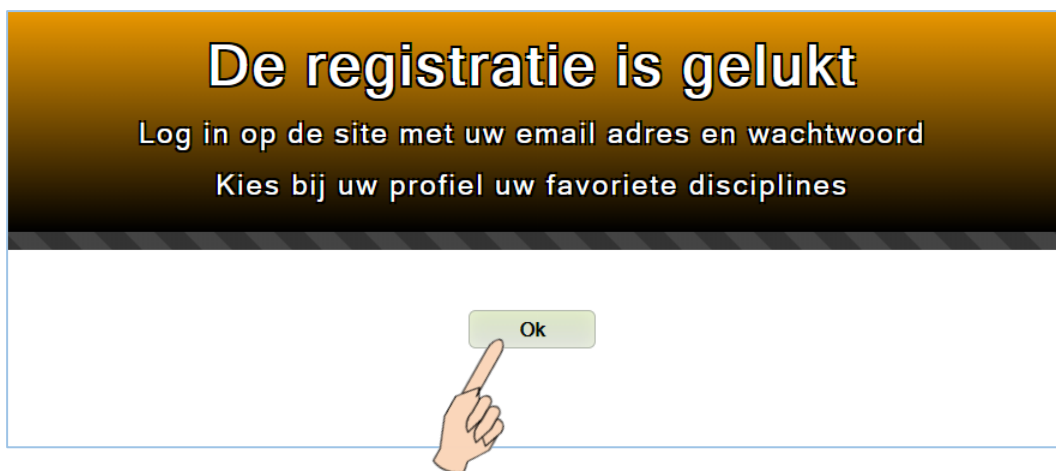 De registratie is gelukt
Log in op de site met uw email adres en wachtwoord
Kies bij uw profiel uw favoriete disciplines
Ok